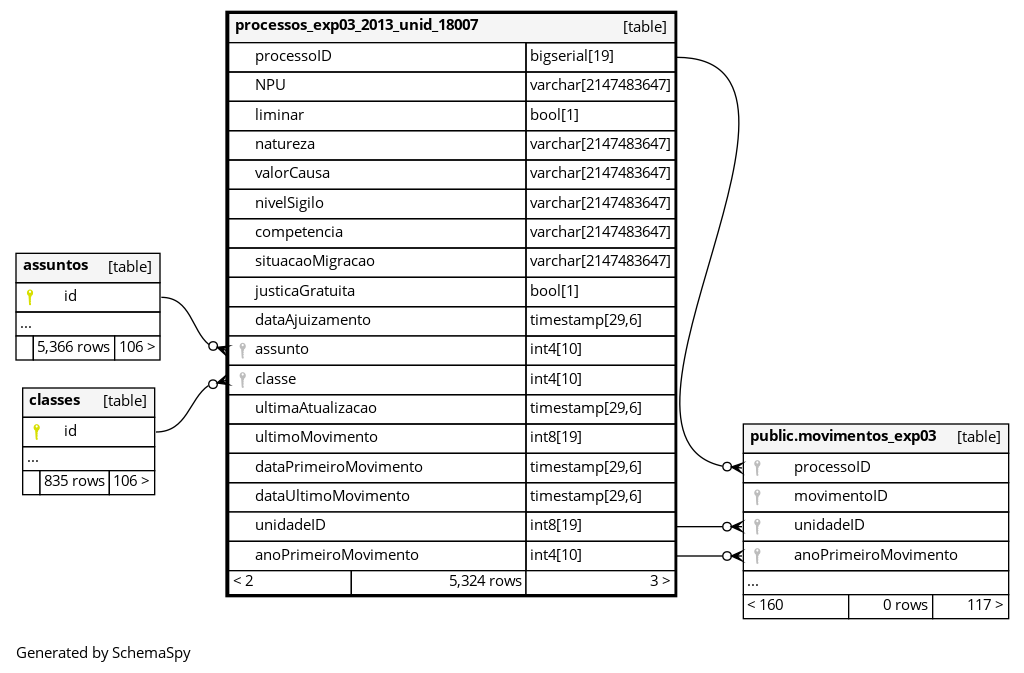 processos_exp03_2013_unid_18007 [table]
processoID bigserial[19]
NPU varchar[2147483647]
liminar bool[1]
natureza varchar[2147483647]
valorCausa varchar[2147483647]
nivelSigilo varchar[2147483647]
competencia varchar[2147483647]
situacaoMigracao varchar[2147483647]
justicaGratuita bool[1]
dataAjuizamento timestamp[29,6]
assunto int4[10]
classe int4[10]
ultimaAtualizacao timestamp[29,6]
ultimoMovimento int8[19]
dataPrimeiroMovimento timestamp[29,6]
dataUltimoMovimento timestamp[29,6]
unidadeID int8[19]
anoPrimeiroMovimento int4[10]
< 2 5,324 rows 3 >
assuntos [table]
id
...
5,366 rows 106 >
classes [table]
id
...
835 rows 106 >
public.movimentos_exp03 [table]
processoID
movimentoID
unidadeID
anoPrimeiroMovimento
...
< 160 0 rows 117 >
Generated by SchemaSpy